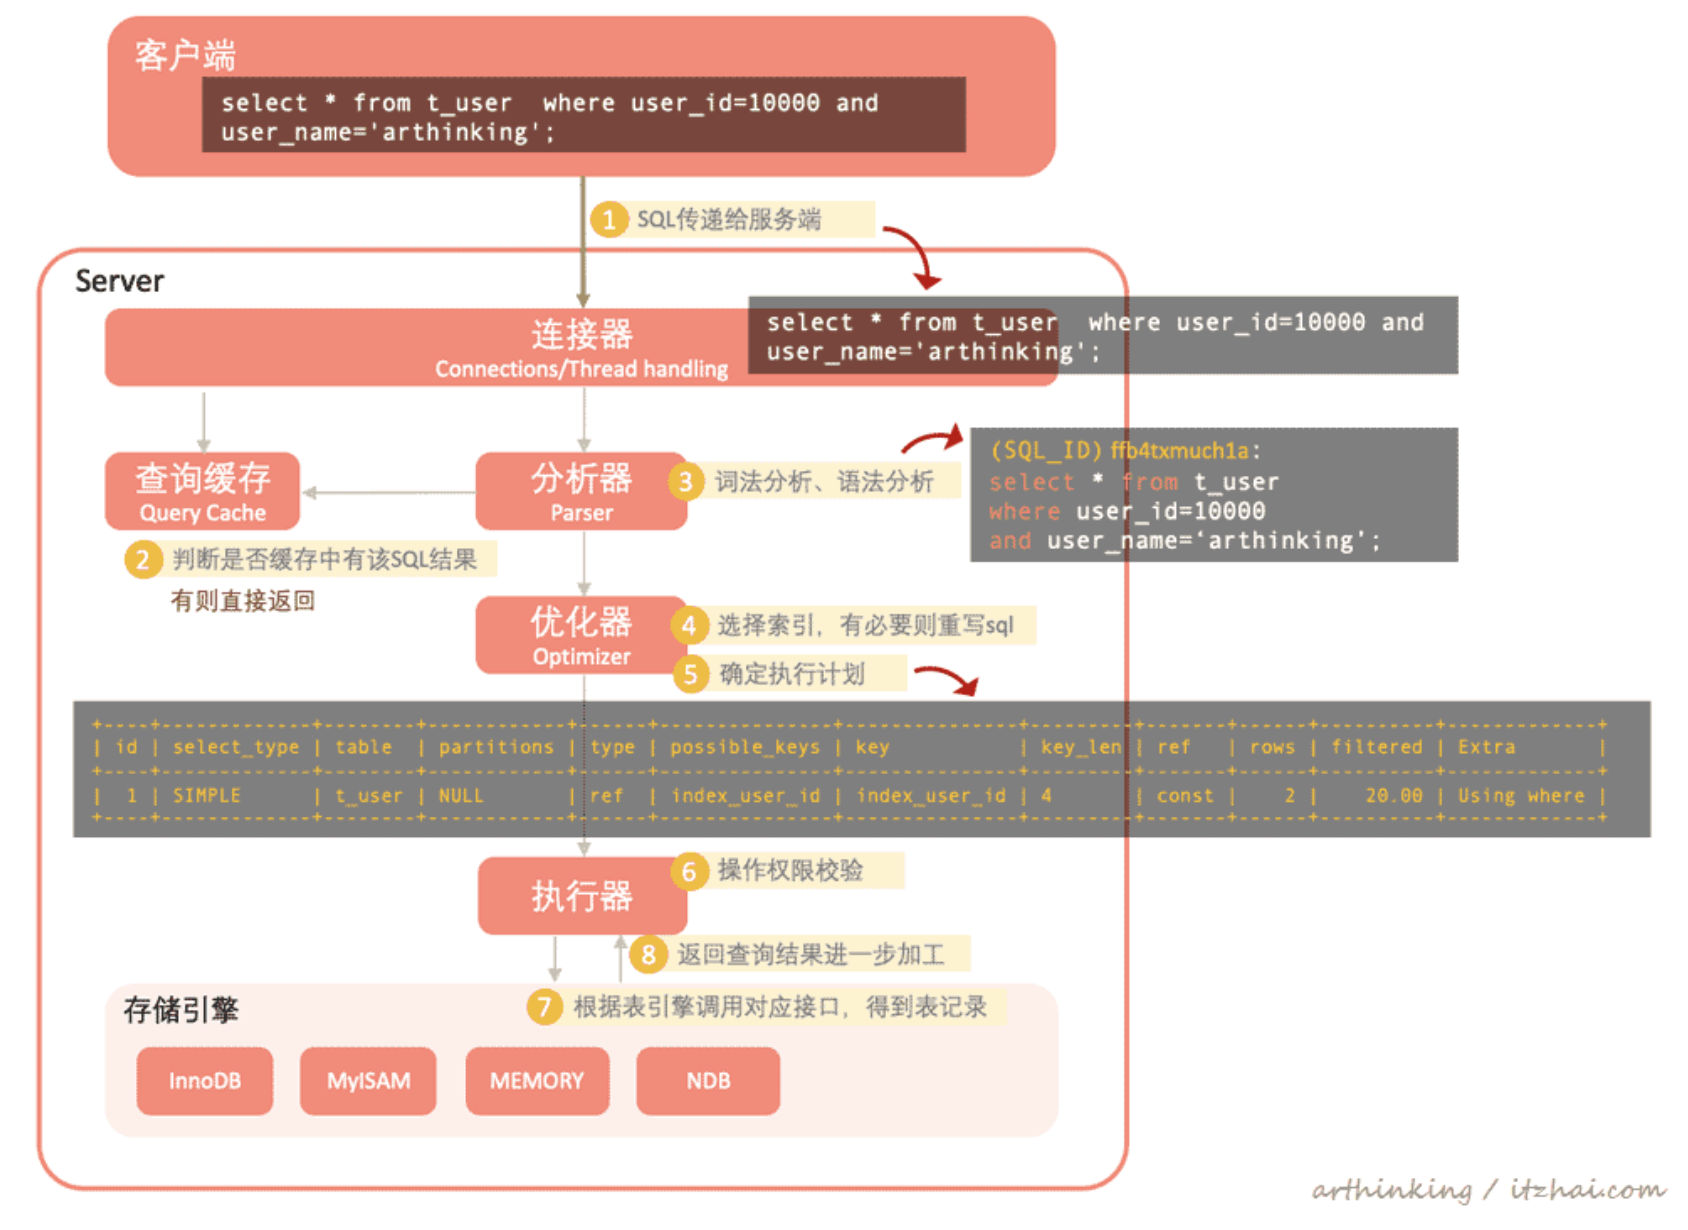 客户端
select * from t_user  where user_id=10000 and
user_name='arthinking';
1 SQL传递给服务端
Server
连接器
Connections/Thread handling
select * from t_user  where user_id=10000 and
user_name='arthinking';
查询缓存
Query Cache
分析器
Parser
3 词法分析、语法分析
(SQL_ID) ffb4txmuch1a:
select * from t_user
where user_id=10000
and user_name=‘arthinking’;
2 判断是否缓存中有该SQL结果
有则直接返回
优化器
Optimizer
4 选择索引，有必要则重写sql
5 确定执行计划
+----+-------------+--------+------------+------+---------------+---------------+---------+-------+------+----------+-------------+
| id | select_type | table  | partitions | type | possible_keys | key           | key_len | ref   | rows | filtered | Extra       |
+----+-------------+--------+------------+------+---------------+---------------+---------+-------+------+----------+-------------+
|  1 | SIMPLE      | t_user | NULL       | ref  | index_user_id | index_user_id | 4       | const |    2 |    20.00 | Using where |
+----+-------------+--------+------------+------+---------------+---------------+---------+-------+------+----------+-------------+
执行器
6 操作权限校验
8 返回查询结果进一步加工
存储引擎
7 根据表引擎调用对应接口，得到表记录
InnoDB
MyISAM
MEMORY
NDB
arthinking / itzhai.com